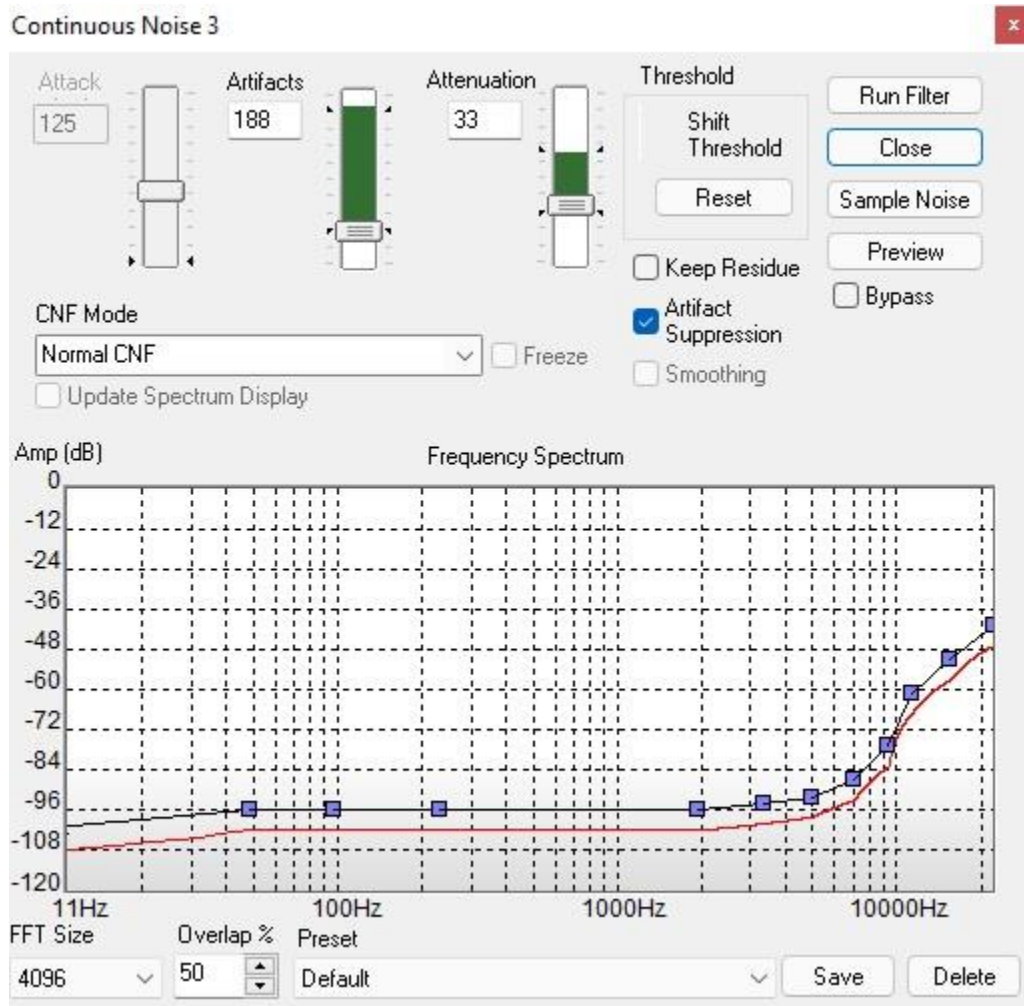 Continuous Noise 3
x
Attack
125
Artifacts
188
Attenuation
33
Threshold
Shift
Threshold
Reset
Keep Residue
Artifact
Suppression
Smoothing
Run Filter
Close
Sample Noise
Preview
Bypass
CNF Mode
Normal CNF
Freeze
Update Spectrum Display
Amp (dB)
Frequency Spectrum
0
-12
-24
-36
-48
-60
-72
-84
-96
-108
-120
11Hz 100Hz 1000Hz 10000Hz
FFT Size
4096
Overlap %
50
Preset
Default
Save
Delete